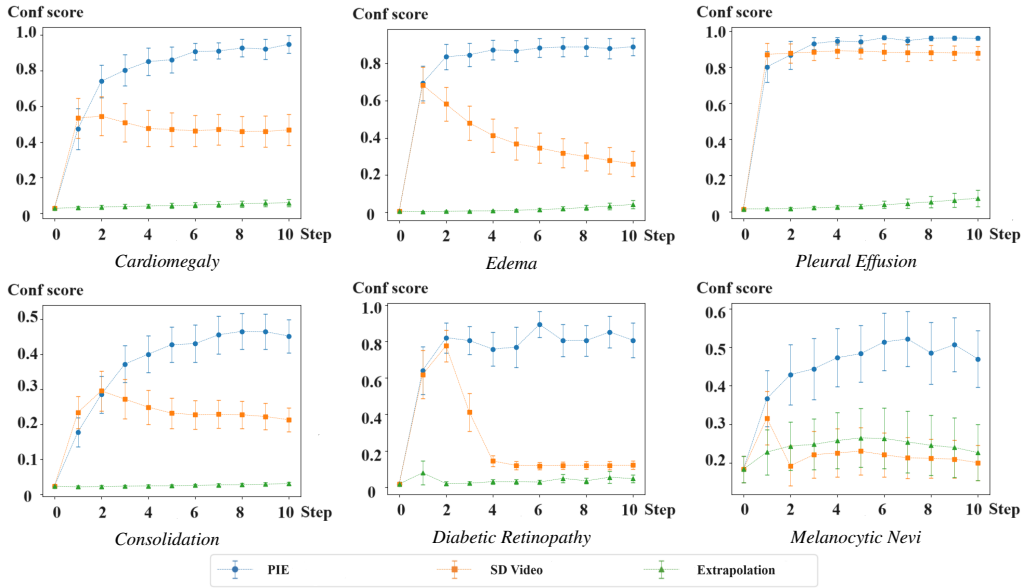 Conf score
1.0
0.8
0.6
0.4
0.2
0
0 2 4 6 8 10 Step
Cardiomegaly
Conf score
1.0
0.8
0.6
0.4
0.2
0
0 2 4 6 8 10 Step
Edema
Conf score
1.0
0.8
0.6
0.4
0.2
0
0 2 4 6 8 10 Step
Pleural Effusion
Conf score
0.5
0.4
0.3
0.2
0.1
0
0 2 4 6 8 10 Step
Consolidation
Conf score
1.0
0.8
0.6
0.4
0.2
0
0 2 4 6 8 10 Step
Diabetic Retinopathy
Conf score
0.6
0.5
0.4
0.3
0.2
0 2 4 6 8 10 Step
Melanocytic Nevi
PIE SD Video Extrapolation